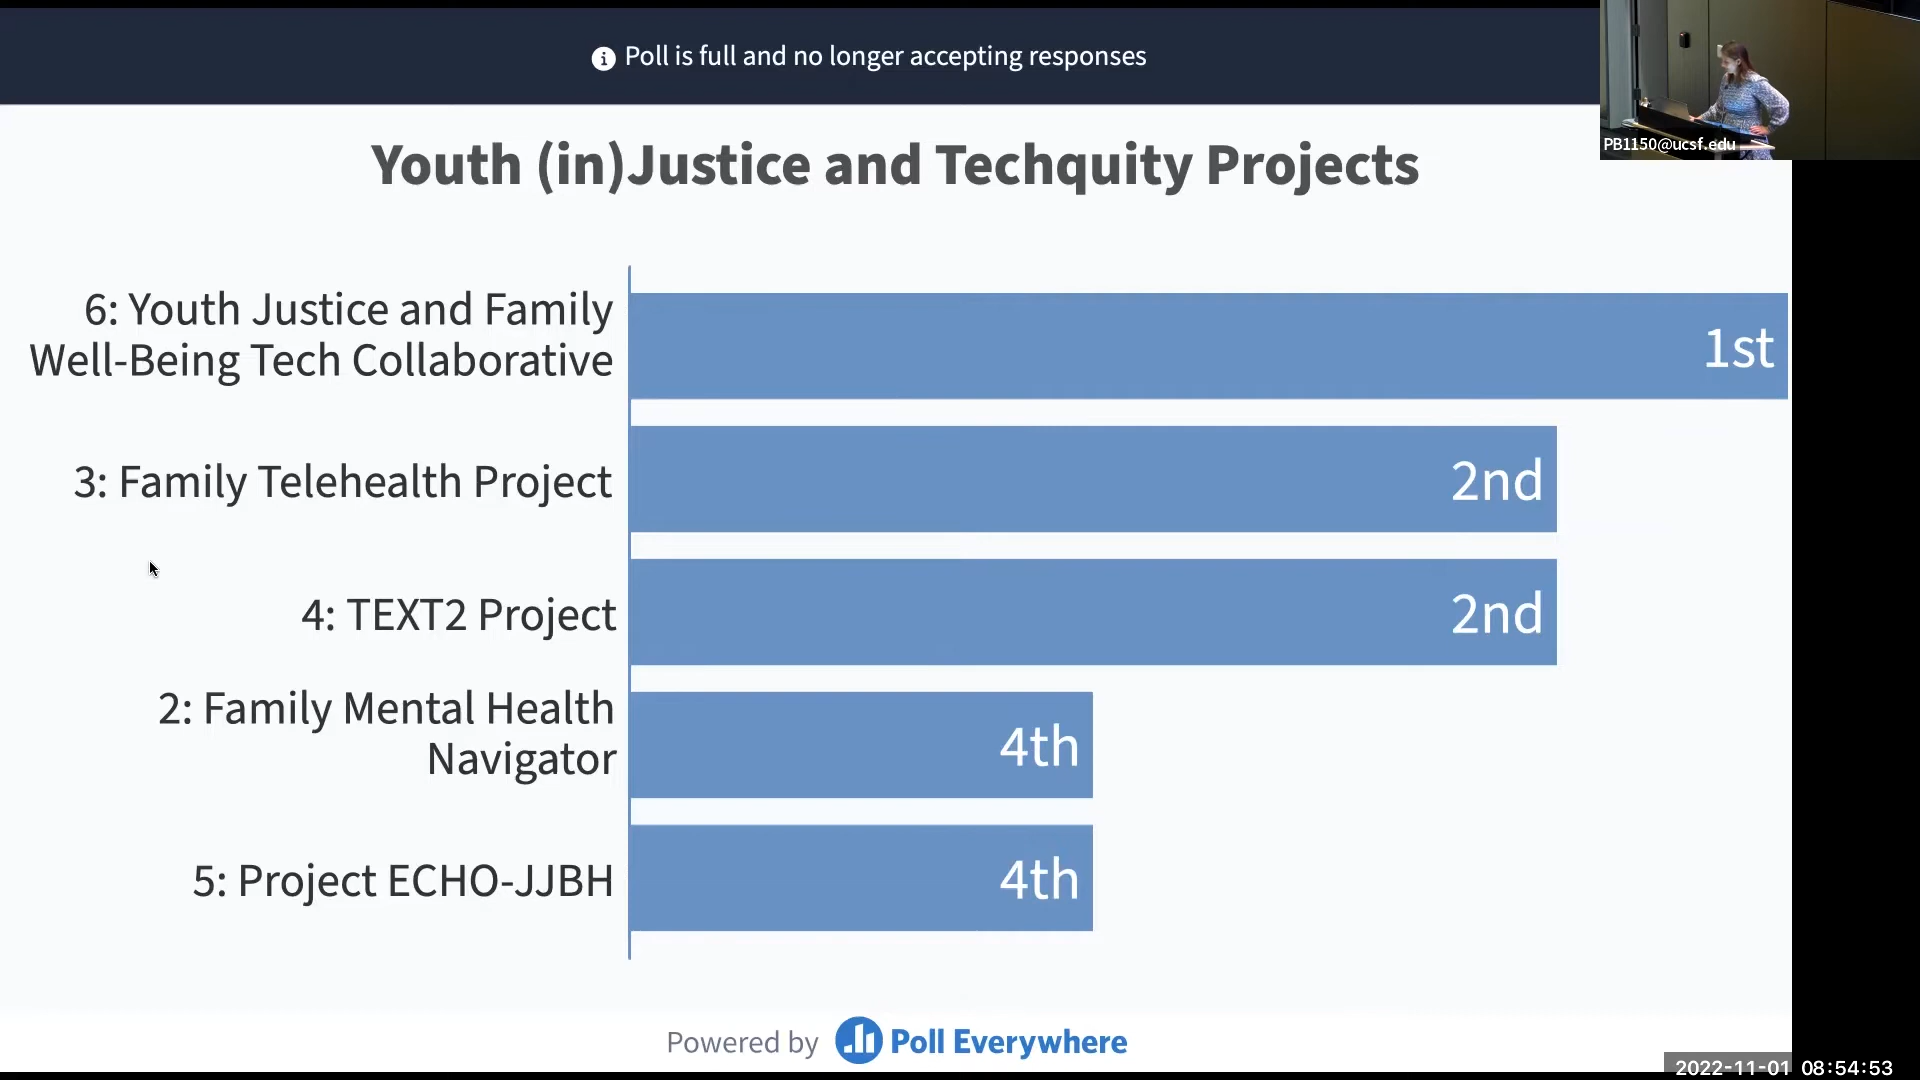 Poll is full and no longer accepting responses
PB1150@ucsf.edu
Youth (in)Justice and Techquity Projects
6: Youth Justice and Family
Well-Being Tech Collaborative
1st
3: Family Telehealth Project
2nd
4: TEXT2 Project
2nd
2: Family Mental Health
Navigator
4th
5: Project ECHO-JJBH
4th
Powered by Poll Everywhere
2022-11-01 08:54:53